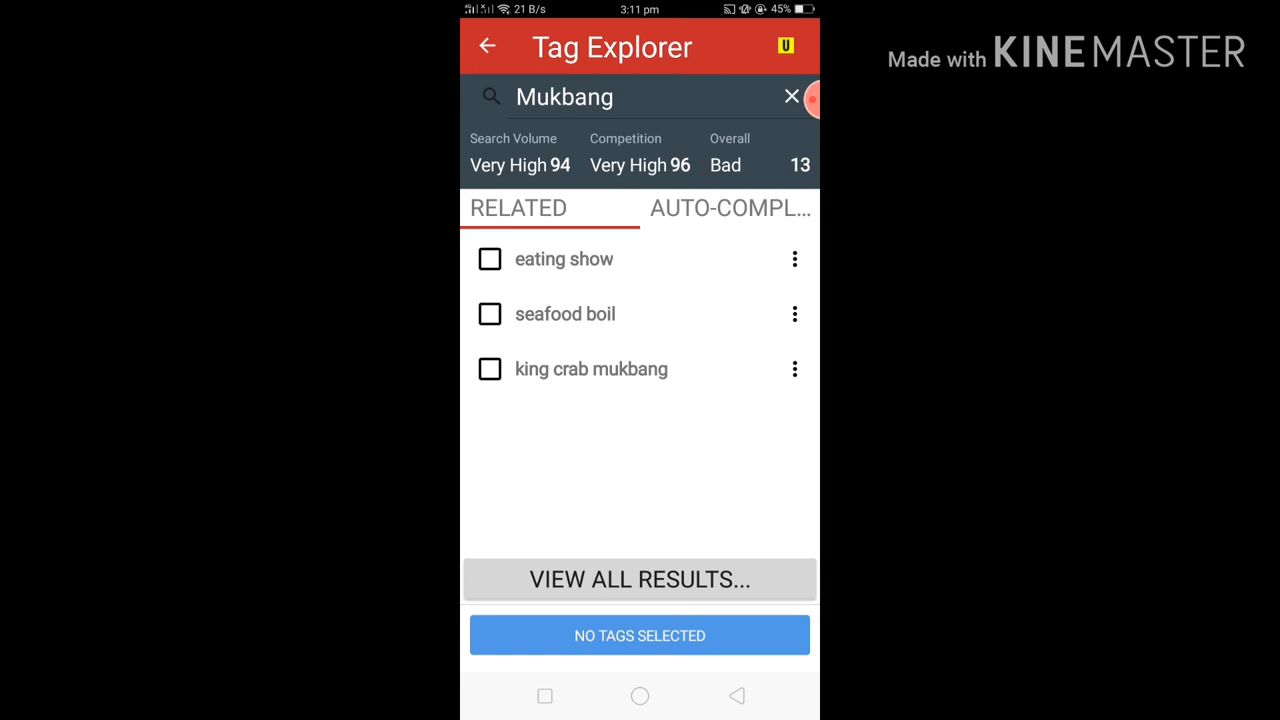 21 B/s 3:11 pm 45%
Tag Explorer U
Made with KINEMASTER
Mukbang
Search Volume Competition Overall
Very High 94 Very High 96 Bad 13
RELATED AUTO-COMPL...
eating show
seafood boil
king crab mukbang
VIEW ALL RESULTS...
NO TAGS SELECTED